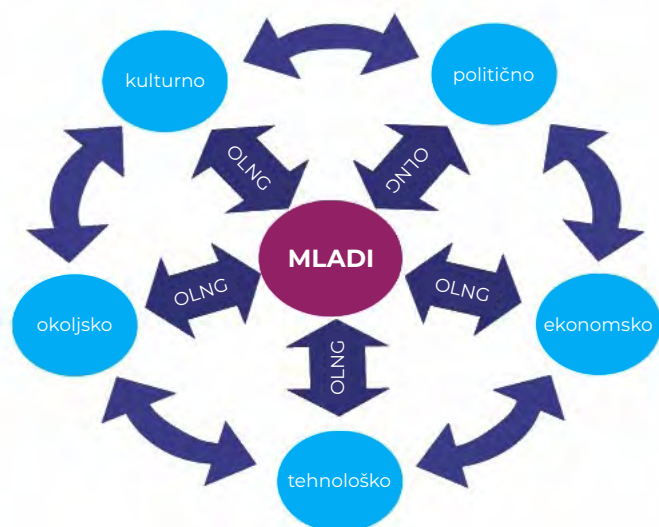 kulturno
politično
OLNG
OLNG
MLADI
okoljsko
OLNG
OLNG
ekonomsko
OLNG
tehnološko